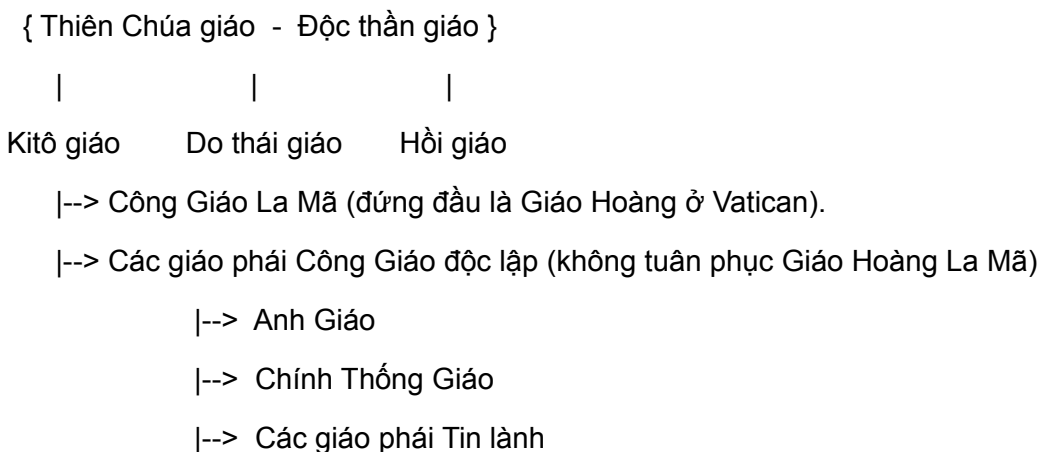 { Thiên Chúa giáo - Độc thần giáo }
| | |
Kitô giáo Do thái giáo Hồi giáo
|--> Công Giáo La Mã (đứng đầu là Giáo Hoàng ở Vatican).
|--> Các giáo phái Công Giáo độc lập (không tuân phục Giáo Hoàng La Mã)
|--> Anh Giáo
|--> Chính Thống Giáo
|--> Các giáo phái Tin lành